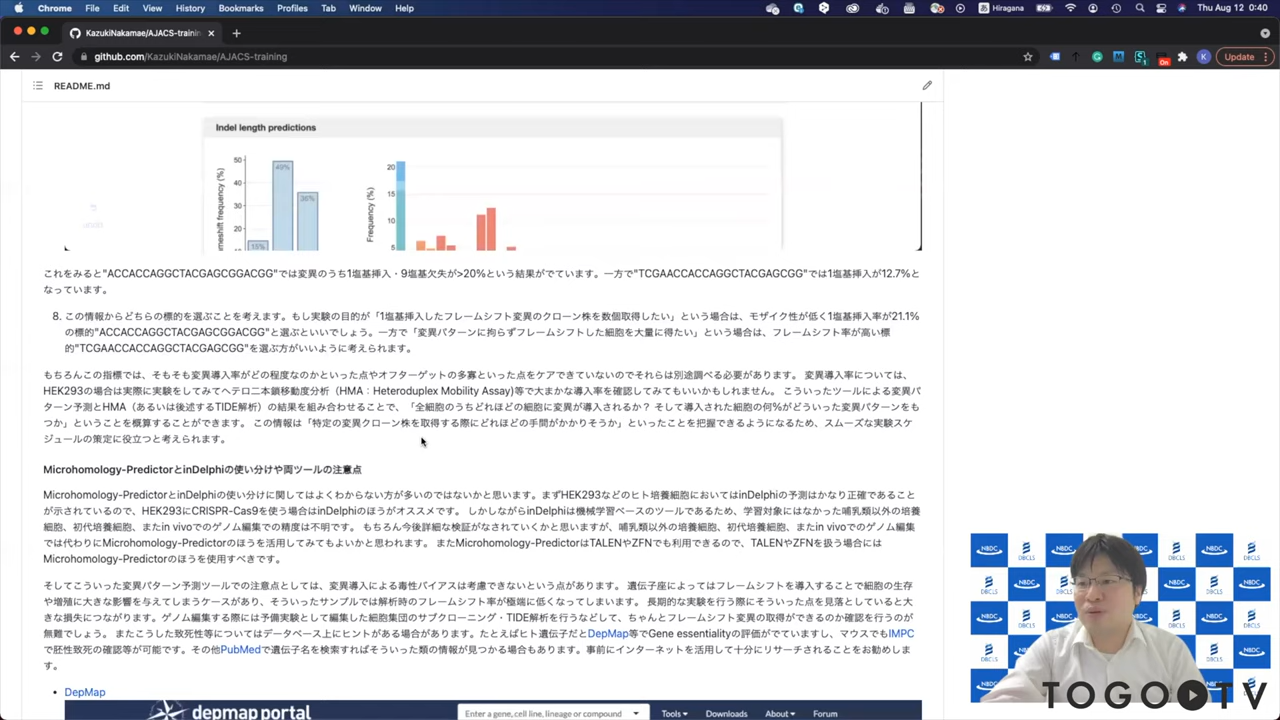 Chrome File Edit View History Bookmarks Profiles Tab Window Help Hiragana Thu Aug 12 0:40
KazukiNakamae/AJACS-trainin
github.com/KazukiNakamae/AJACS-training
On K Update
README.md
Indel length predictions
meshift frequency (%)
50
40
30
20
15%
49%
36%
Frequency (%)
20
15
10
5
これをみると"ACCACCAGGCTACGAGCGGACGG"では変異のうち1塩基挿入・9塩基欠失が>20%という結果がでています。一方で"TCGAACCACCAGGCTACGAGCGG"では1塩基挿入が12.7%と
なっています。
8. この情報からどちらの標的を選ぶことを考えます。もし実験の目的が「1塩基挿入したフレームシフト変異のクローン株を数個取得したい」という場合は、モザイク性が低く1塩基挿入率が21.1%
の標的"ACCACCAGGCTACGAGCGGACGG"と選ぶといいでしょう。一方で「変異パターンに拘らずフレームシフトした細胞を大量に得たい」という場合は、フレームシフト率が高い標
的"TCGAACCACCAGGCTACGAGCGG"を選ぶ方がいいように考えられます。
もちろんこの指標では、そもそも変異導入率がどの程度なのかといった点やオフターゲットの多寡といった点をケアできていないのでそれらは別途調べる必要があります。 変異導入率については、
HEK293の場合は実際に実験をしてみてヘテロ二本鎖移動度分析（HMA：Heteroduplex Mobility Assay)等で大まかな導入率を確認してみてもいいかもしれません。 こういったツールによる変異パ
ターン予測とHMA（あるいは後述するTIDE解析）の結果を組み合わせることで、「全細胞のうちどれほどの細胞に変異が導入されるか？ そして導入された細胞の何%がどういった変異パターンをも
つか」ということを概算することができます。 この情報は「特定の変異クローン株を取得する際にどれほどの手間がかかりそうか」といったことを把握できるようになるため、スムーズな実験スケ
ジュールの策定に役立つと考えられます。
Microhomology-PredictorとinDelphiの使い分けや両ツールの注意点
Microhomology-PredictorとinDelphiの使い分けに関してはよくわからない方が多いのではないかと思います。まずHEK293などのヒト培養細胞においてはinDelphiの予測はかなり正確であること
が示されているので、HEK293にCRISPR-Cas9を使う場合はinDelphiのほうがオススメです。 しかしながらinDelphiは機械学習ベースのツールであるため、学習対象にはなかった哺乳類以外の培養
細胞、初代培養細胞、またin vivoでのゲノム編集での精度は不明です。 もちろん今後詳細な検証がなされていくかと思いますが、哺乳類以外の培養細胞、初代培養細胞、またin vivoでのゲノム編集
では代わりにMicrohomology-Predictorのほうを活用してみてもよいかと思われます。 またMicrohomology-PredictorはTALENやZFNでも利用できるので、TALENやZFNを扱う場合には
Microhomology-Predictorのほうを使用すべきです。
そしてこういった変異パターン予測ツールでの注意点としては、変異導入による毒性バイアスは考慮できないという点があります。 遺伝子座によってはフレームシフトを導入することで細胞の生存
や増殖に大きな影響を与えてしまうケースがあり、そういったサンプルでは解析時のフレームシフト率が極端に低くなってしまいます。 長期的な実験を行う際にそういった点を見落としていると大
きな損失につながります。ゲノム編集する際には予備実験として編集した細胞集団のサブクローニング・TIDE解析を行うなどして、ちゃんとフレームシフト変異の取得ができるのか確認を行うのが
無難でしょう。 またこうした致死性等についてはデータベース上にヒントがある場合があります。たとえばヒト遺伝子だとDepMap等でGene essentialityの評価がでていますし、マウスでもIMPC
で胚性致死の確認等が可能です。その他PubMedで遺伝子名を検索すればそういった類の情報が見つかる場合もあります。事前にインターネットを活用して十分にリサーチされることをお勧めしま
す。
• DepMap
depmap portal Enter a gene, cell line, lineage or compound Tools Downloads About Forum
NBDC DBCLS
TOGO TV